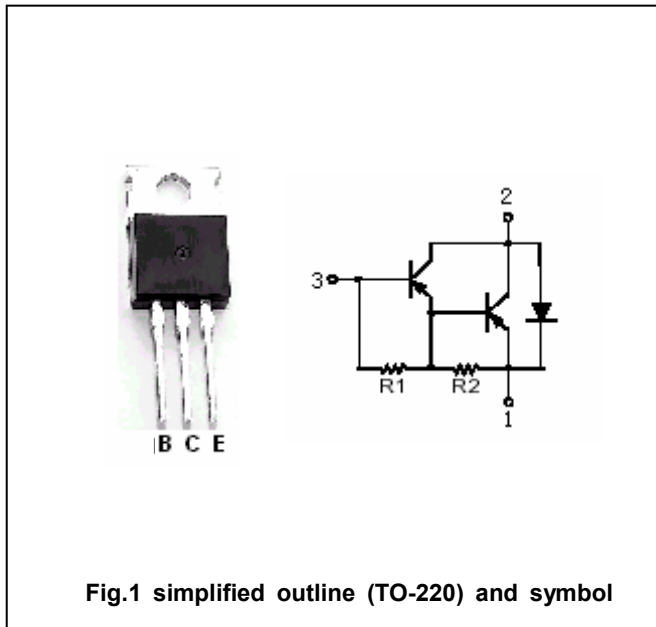 2
3
R1 R2
1
B C E
Fig.1 simplified outline (TO-220) and symbol